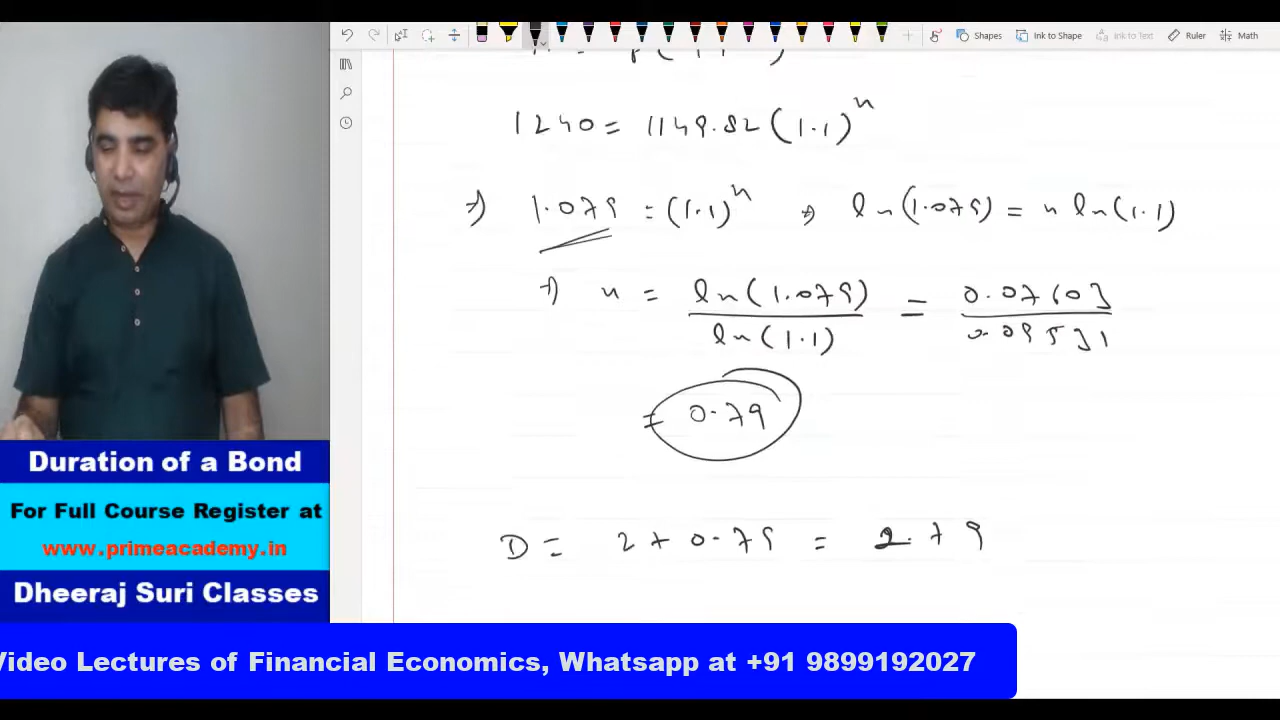 Shapes Ink to Shape Ink to Text Ruler Math
1240 = 1149.82 (1.1)^n
⇒ 1.079 = (1.1)^n ⇒ ln(1.079) = n ln(1.1)
⇒ n = ln(1.079) / ln(1.1) = 0.07603 / 0.09531
= 0.79
D = 2 + 0.79 = 2.79
Duration of a Bond
For Full Course Register at
www.primeacademy.in
Dheeraj Suri Classes
Video Lectures of Financial Economics, Whatsapp at +91 9899192027